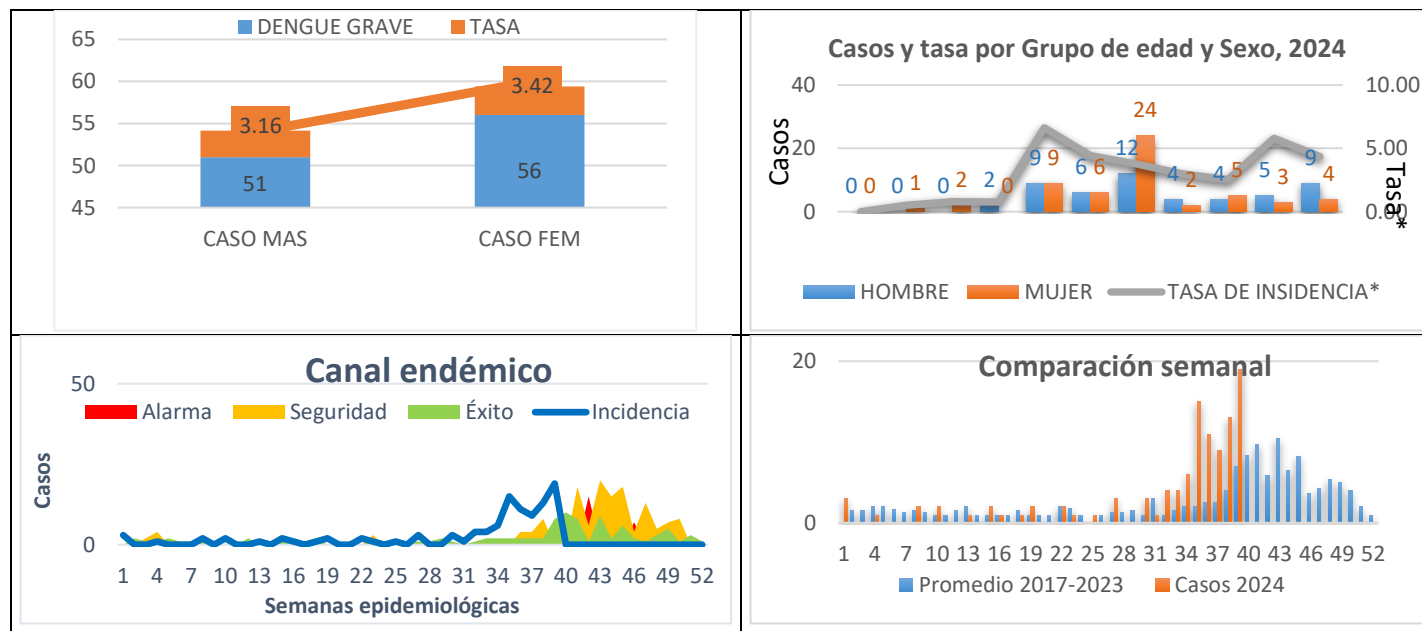 DENGUE GRAVE TASA
65
60
55
50
45
3.16
3.42
51
56
CASO MAS CASO FEM
Casos y tasa por Grupo de edad y Sexo, 2024
Casos
40
20
0
10.00
5.00
0.00
Tasa*
0 0 0 1 0 2 2 0 9 9 6 6 12 24 4 2 4 5 5 3 9 4
HOMBRE MUJER TASA DE INSIDENCIA*
Canal endémico
50
0
Alarma Seguridad Éxito Incidencia
Casos
1 4 7 10 13 16 19 22 25 28 31 34 37 40 43 46 49 52
Semanas epidemiológicas
Comparación semanal
20
0
1 4 7 10 13 16 19 22 25 28 31 34 37 40 43 46 49 52
Promedio 2017-2023 Casos 2024